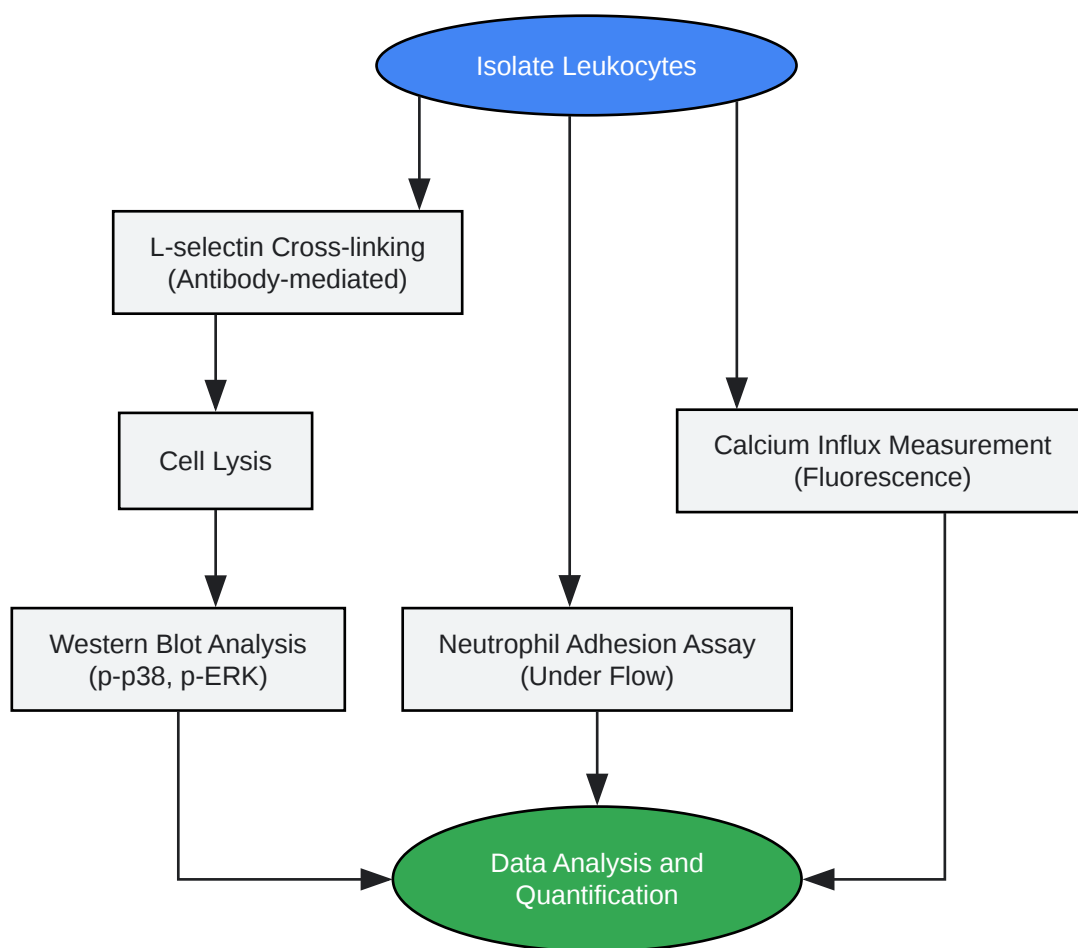 Isolate Leukocytes
L-selectin Cross-linking
(Antibody-mediated)
Cell Lysis
Calcium Influx Measurement
(Fluorescence)
Western Blot Analysis
(p-p38, p-ERK)
Neutrophil Adhesion Assay
(Under Flow)
Data Analysis and
Quantification